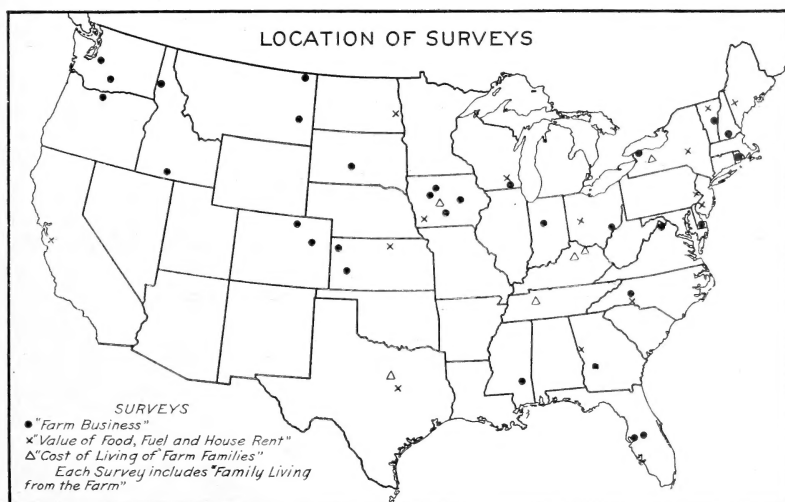 LOCATION OF SURVEYS
SURVEYS
● "Farm Business"
× "Value of Food, Fuel and House Rent"
△ "Cost of Living of Farm Families"
Each Survey includes "Family Living
from the Farm"